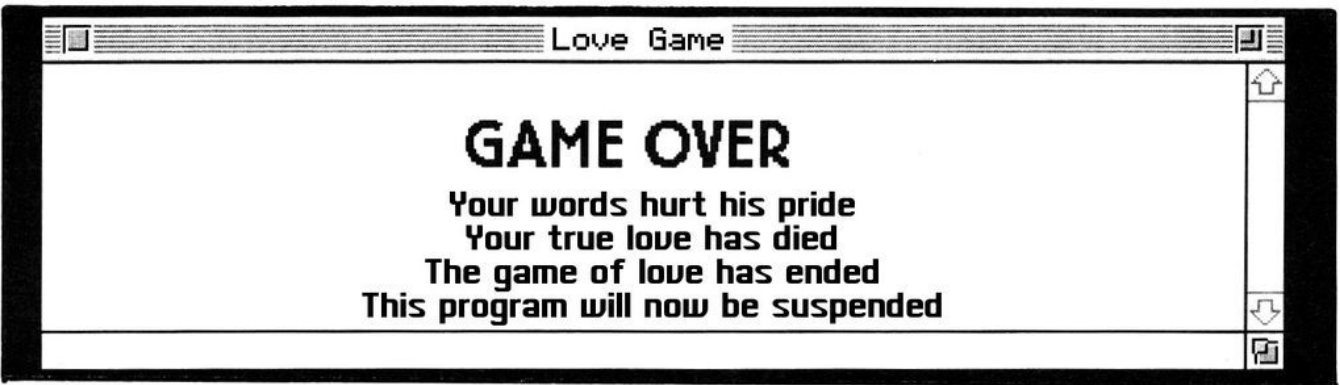 Love Game
GAME OVER
Your words hurt his pride
Your true love has died
The game of love has ended
This program will now be suspended